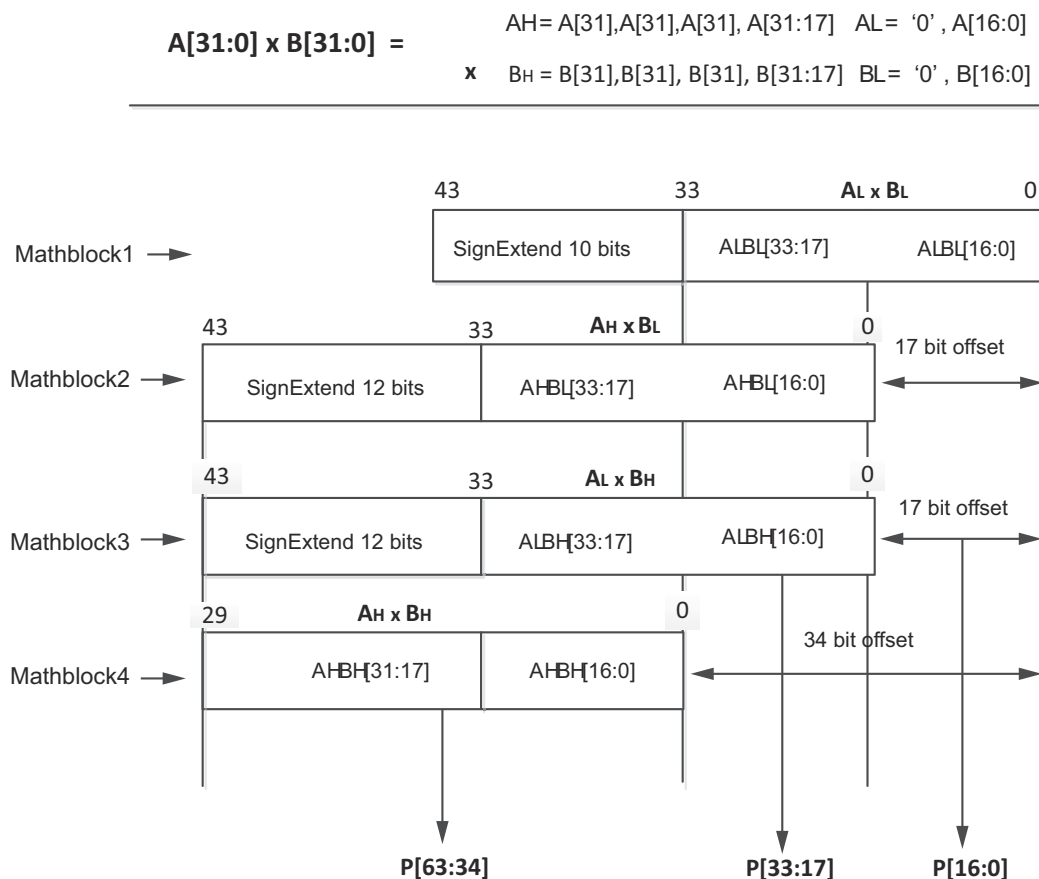 AH= A[31],A[31],A[31], A[31:17] AL= ‘0’ , A[16:0]
A[31:0] x B[31:0] =
x BH = B[31],B[31], B[31], B[31:17] BL= ‘0’ , B[16:0]
43 33 AL x BL 0
Mathblock1 SignExtend 10 bits ALBL[33:17] ALBL[16:0]
43 33 AH x BL 0
17 bit offset
Mathblock2 SignExtend 12 bits AHBL[33:17] AHBL[16:0]
43 33 AL x BH 0
17 bit offset
Mathblock3 SignExtend 12 bits ALBH[33:17] ALBH[16:0]
29 AH x BH 0
34 bit offset
Mathblock4 AHBH[31:17] AHBH[16:0]
P[63:34] P[33:17] P[16:0]